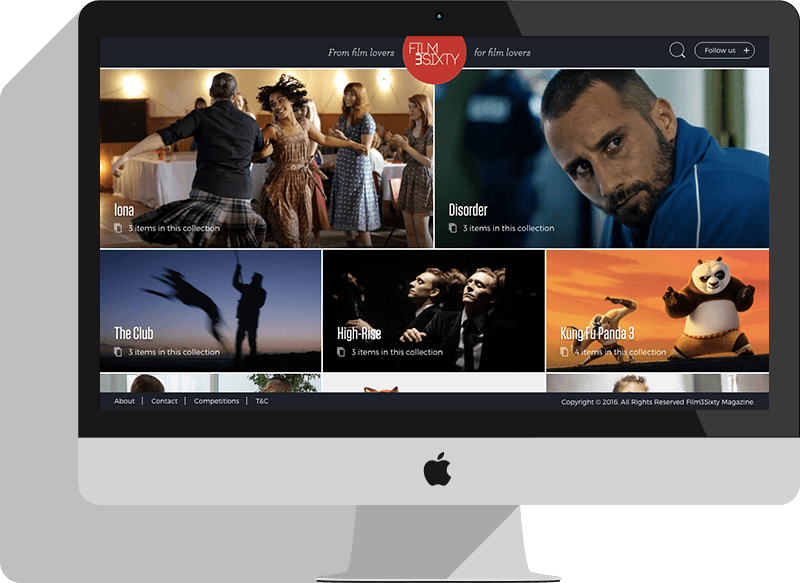 From film lovers
FILM
3SIXTY
for film lovers
Follow us +
Iona
3 items in this collection
Disorder
3 items in this collection
The Club
3 items in this collection
High-Rise
3 items in this collection
Kung Fu Panda 3
4 items in this collection
About | Contact | Competitions | T&C
Copyright © 2016. All Rights Reserved Film3Sixty Magazine.